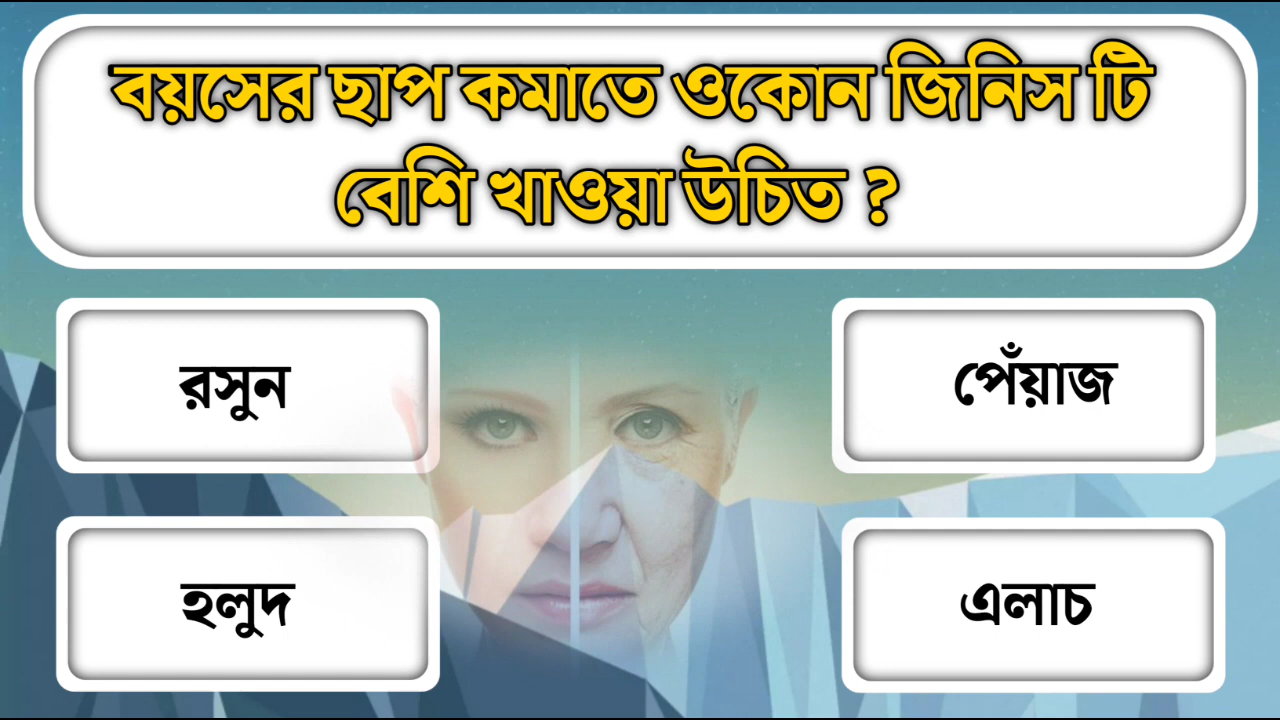 বয়সের ছাপ কমাতে ওকোন জিনিস টি
বেশি খাওয়া উচিত ?
রসুন
পেঁয়াজ
হলুদ
এলাচ